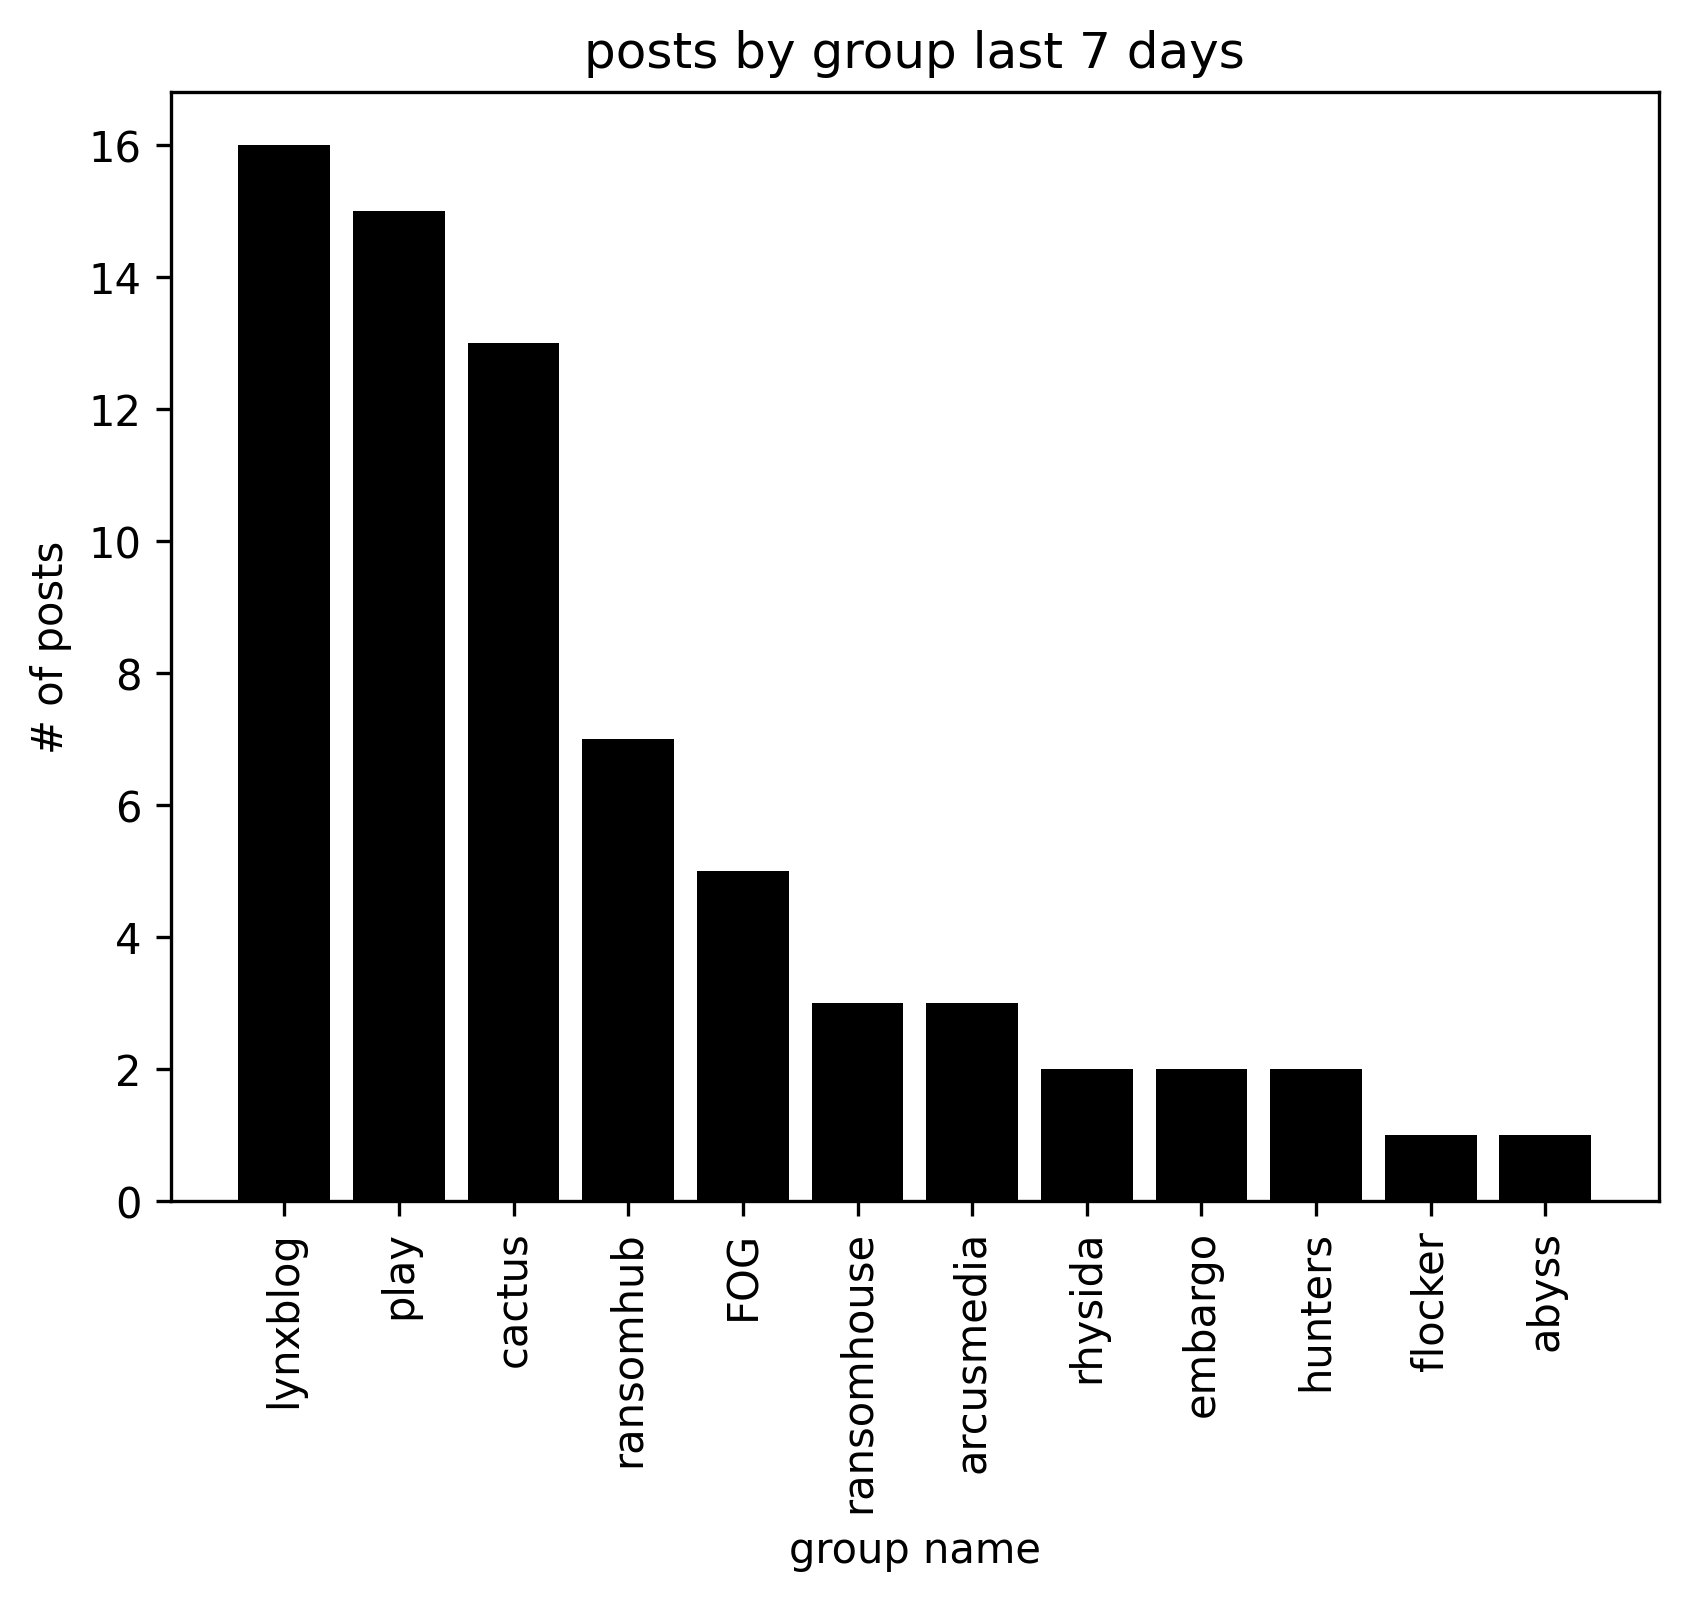 posts by group last 7 days
16
14
12
10
8
6
4
2
0
# of posts
lynxblog
play
cactus
ransomhub
FOG
ransomhouse
arcusmedia
rhysida
embargo
hunters
flocker
abyss
group name